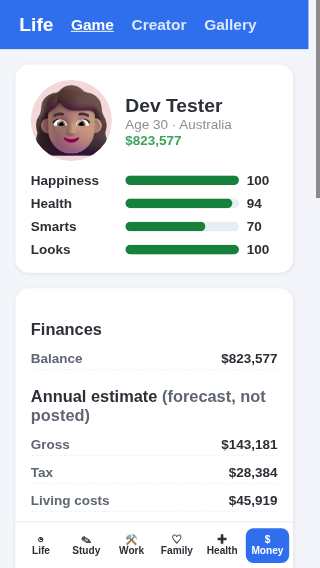 Life Game Creator Gallery
Dev Tester
Age 30 · Australia
$823,577
Happiness 100
Health 94
Smarts 70
Looks 100
Finances
Balance $823,577
Annual estimate (forecast, not
posted)
Gross $143,181
Tax $28,384
Living costs $45,919
Life Study Work Family Health $ Money